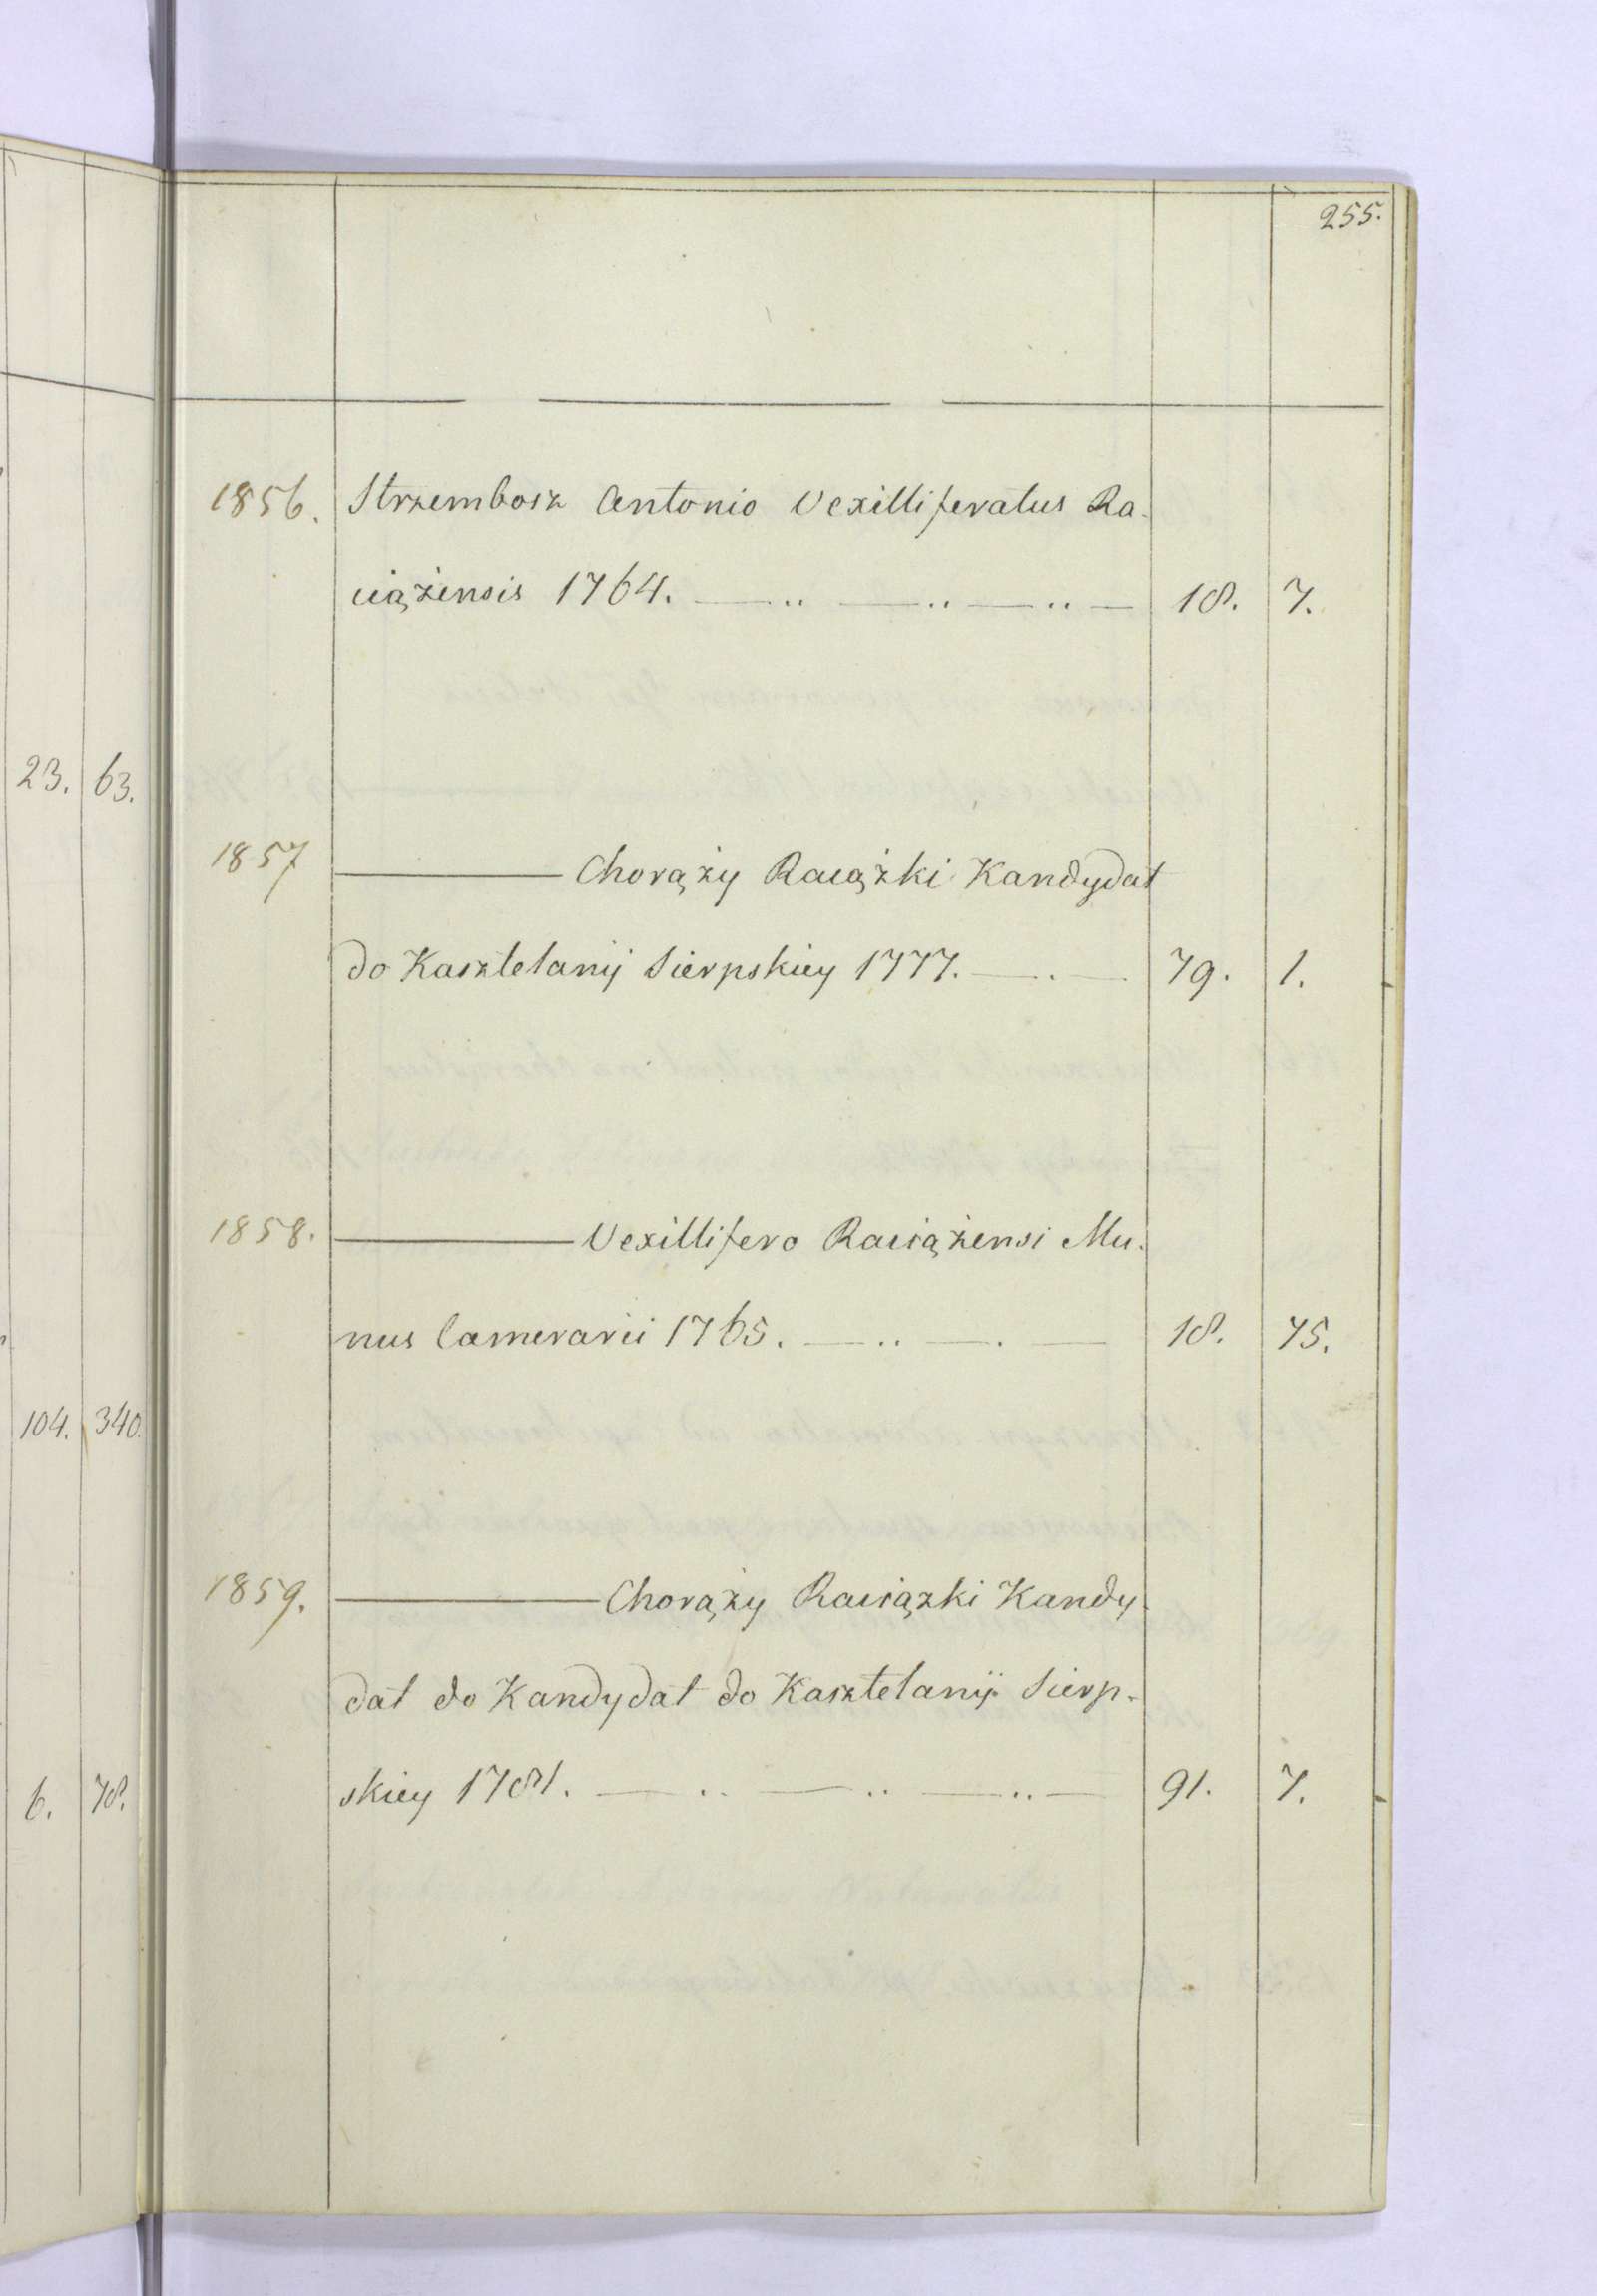 255.
1856. Strzembosz Antonio Vexilliferatus Ra-
ciążensis 1764. 18. 7.
23. 63.
1857 ——— Chorąży Raciążki Kandydat
do Kasztelanij Sierpskiey 1777. 79. 1.
1858. ——— Vexillifero Raciążensi Mu-
nus Camerarii 1765. 18. 75.
104. 340.
1859. ——— Chorąży Raciązki Kandy-
dat do Kandydat do Kasztelanij Sierp-
skiey 1781. 91. 7.
6. 78.